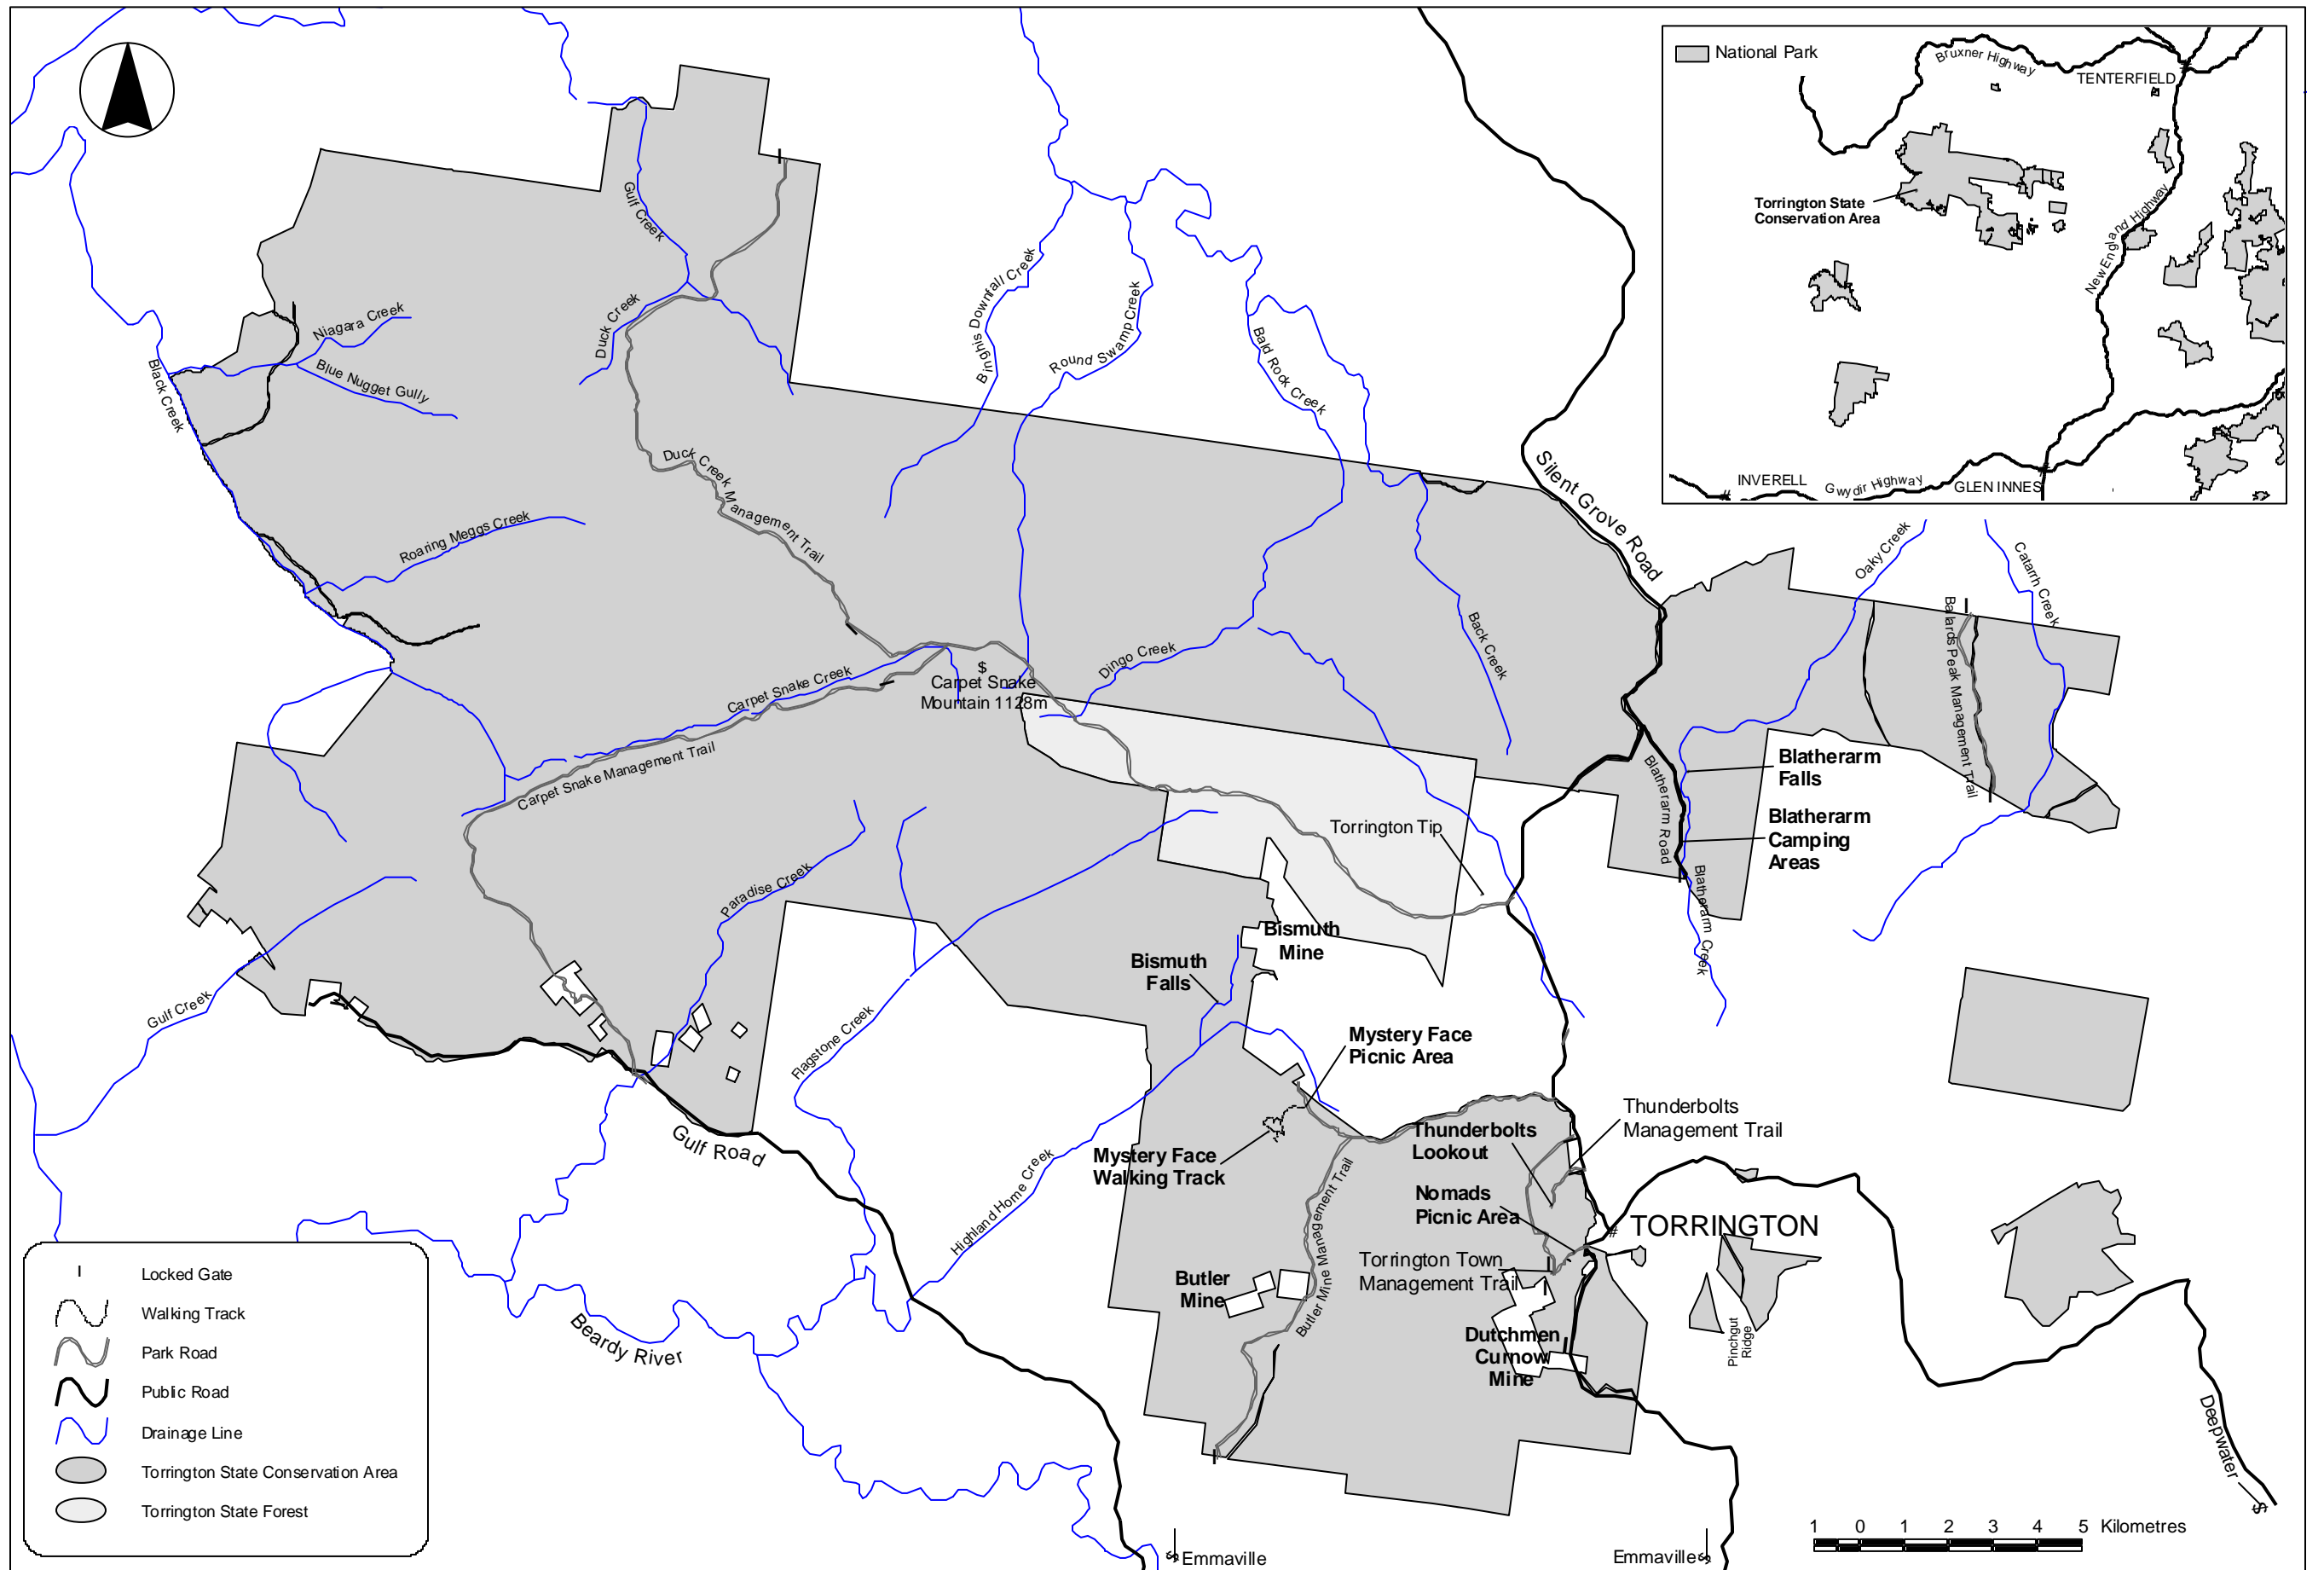 National Park
Bruxner Highway
TENTERFIELD
Torrington State
Conservation Area
New England Highway
INVERELL
Gwydir Highway
GLEN INNES
#
#
Gulf Creek
Duck Creek
Niagara Creek
Blue Nugget Gully
Black Creek
Binghis Downfall Creek
Round Swamp Creek
Bald Rock Creek
Silent Grove Road
Duck Creek Management Trail
Roaring Meggs Creek
Oaky Creek
Catarrh Creek
Ballards Peak Management Trail
Back Creek
Dingo Creek
Carpet Snake Creek
$
Carpet Snake
Mountain 1128m
Carpet Snake Management Trail
Blatherarm
Falls
Blatherarm Road
Blatherarm
Camping
Areas
Blatherarm Creek
Torrington Tip
Paradise Creek
Bismuth
Mine
Bismuth
Falls
Gulf Creek
Flagstone Creek
Mystery Face
Picnic Area
Thunderbolts
Management Trail
Thunderbolts
Lookout
Gulf Road
Mystery Face
Walking Track
Highland Home Creek
Nomads
Picnic Area
#
TORRINGTON
Torrington Town
Management Trail
Butler
Mine
Butler Mine Management Trail
Beardy River
Dutchmen
Curnow
Mine
Pinchgut
Ridge
Deepwater
$
Locked Gate
Walking Track
Park Road
Public Road
Drainage Line
Torrington State Conservation Area
Torrington State Forest
1 0 1 2 3 4 5 Kilometres
$ Emmaville
Emmaville $